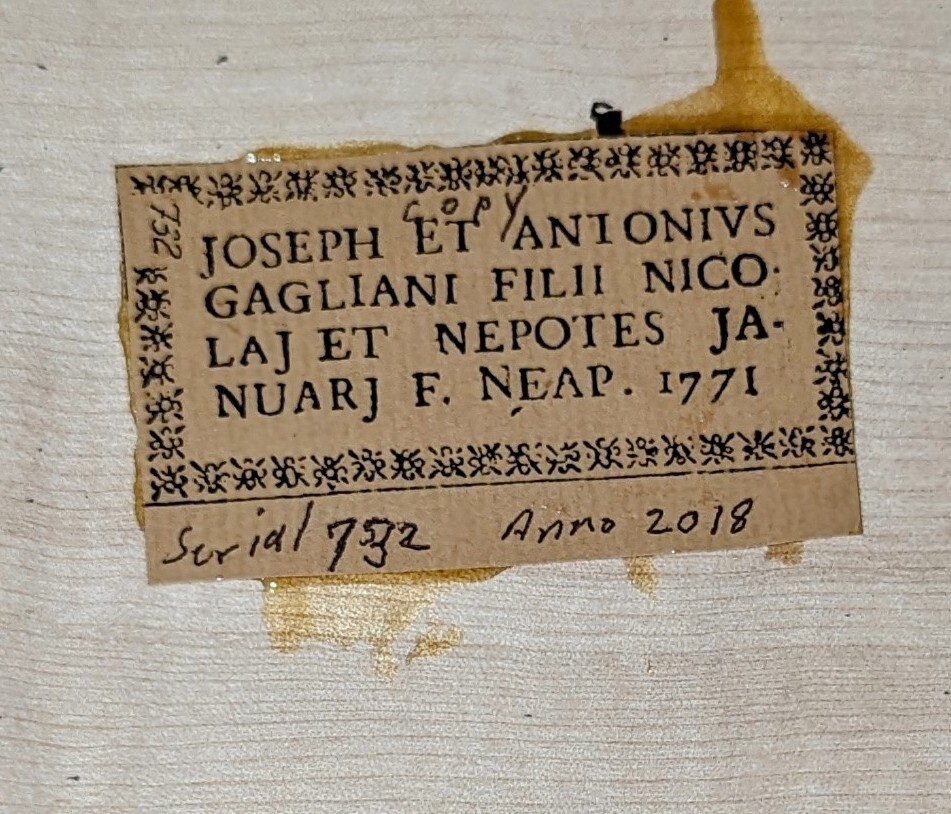 copy
732
JOSEPH ET ANTONIVS
GAGLIANI FILII NICO-
LAJ ET NEPOTES JA-
NUARJ F. NEAP. 1771
Serial 732 Anno 2018